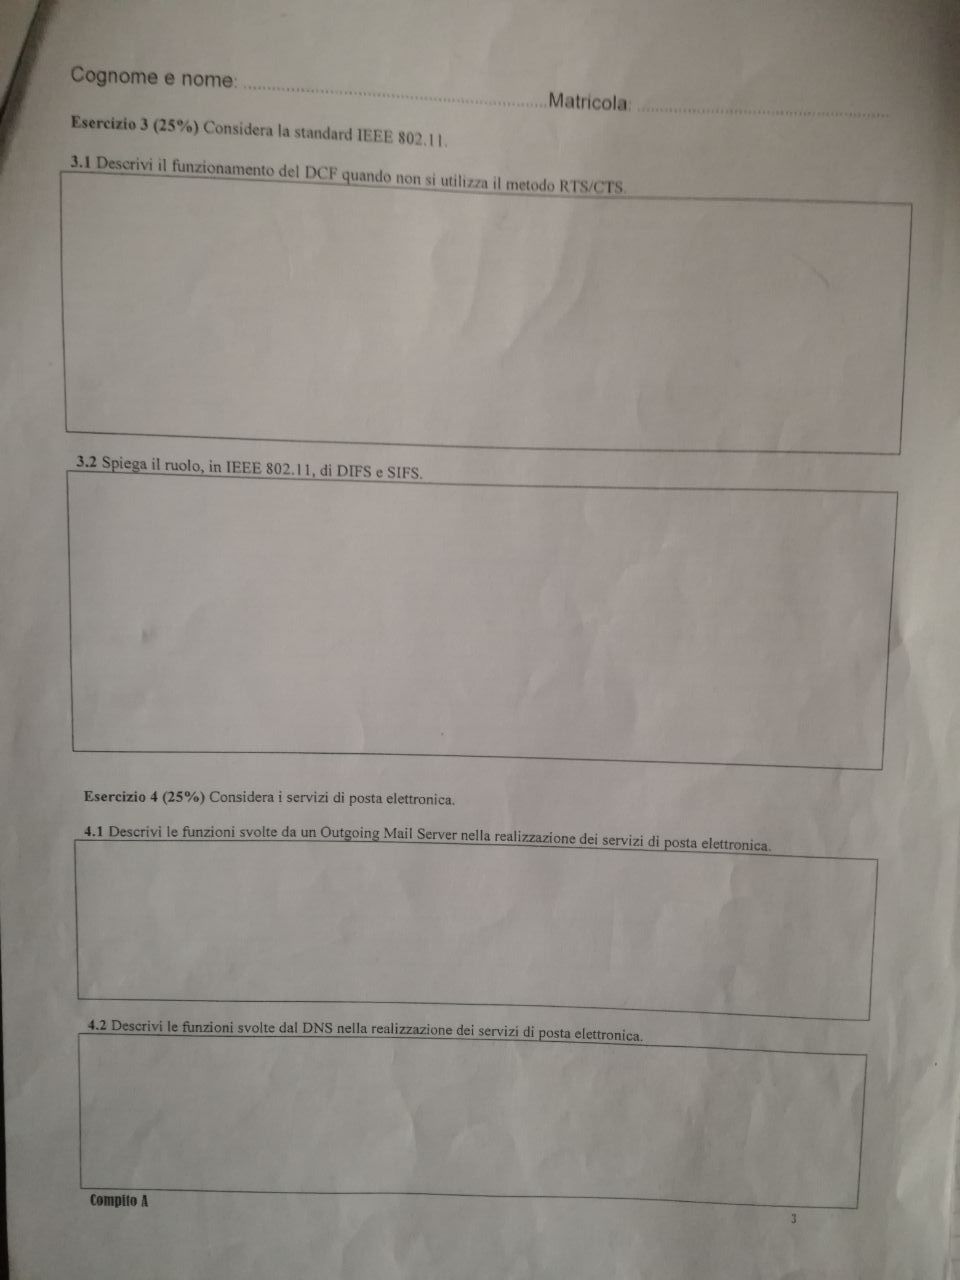 Cognome e nome: ........................................................ Matricola: ..............................................
Esercizio 3 (25%) Considera la standard IEEE 802.11.
3.1 Descrivi il funzionamento del DCF quando non si utilizza il metodo RTS/CTS.
3.2 Spiega il ruolo, in IEEE 802.11, di DIFS e SIFS.
Esercizio 4 (25%) Considera i servizi di posta elettronica.
4.1 Descrivi le funzioni svolte da un Outgoing Mail Server nella realizzazione dei servizi di posta elettronica.
4.2 Descrivi le funzioni svolte dal DNS nella realizzazione dei servizi di posta elettronica.
Compito A
3